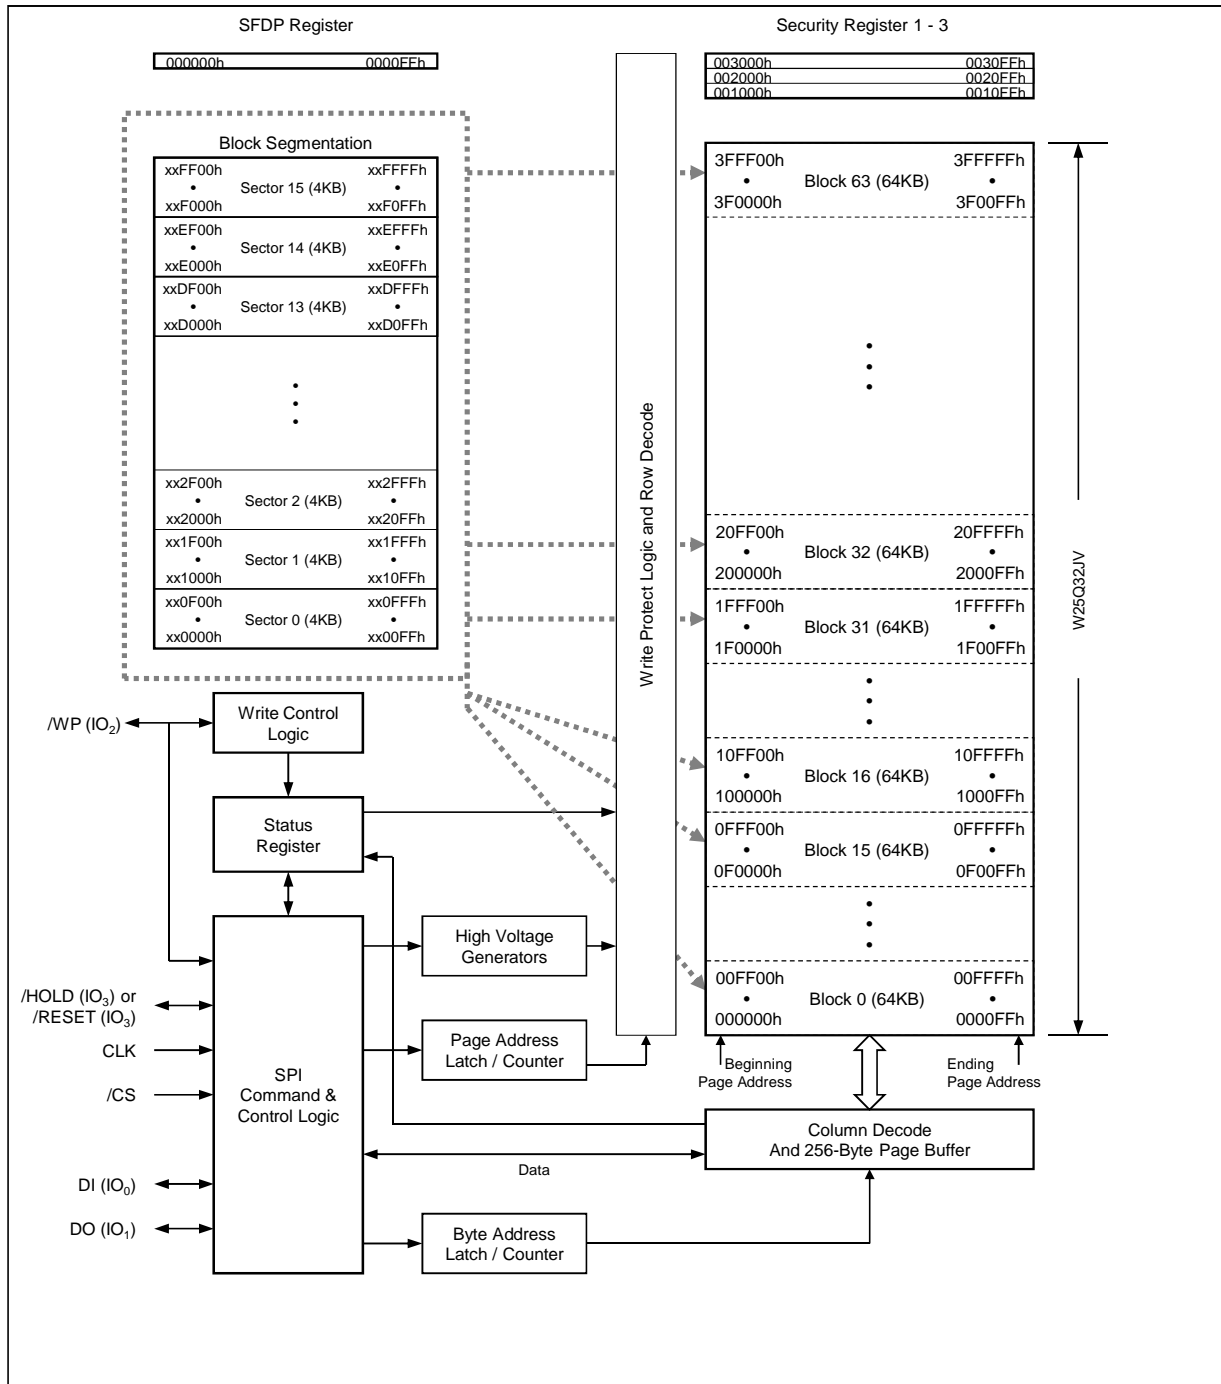 SFDP Register
000000h 0000FFh
Security Register 1 - 3
003000h 0030FFh
002000h 0020FFh
001000h 0010FFh
Block Segmentation
xxFF00h xxFFFFh
• Sector 15 (4KB) •
xxF000h xxF0FFh
xxEF00h xxEFFFh
• Sector 14 (4KB) •
xxE000h xxE0FFh
xxDF00h xxDFFFh
• Sector 13 (4KB) •
xxD000h xxD0FFh
xx2F00h xx2FFFh
• Sector 2 (4KB) •
xx2000h xx20FFh
xx1F00h xx1FFFh
• Sector 1 (4KB) •
xx1000h xx10FFh
xx0F00h xx0FFFh
• Sector 0 (4KB) •
xx0000h xx00FFh
Write Protect Logic and Row Decode
3FFF00h 3FFFFFh
• Block 63 (64KB) •
3F0000h 3F00FFh
20FF00h 20FFFFh
• Block 32 (64KB) •
200000h 2000FFh
1FFF00h 1FFFFFh
• Block 31 (64KB) •
1F0000h 1F00FFh
10FF00h 10FFFFh
• Block 16 (64KB) •
100000h 1000FFh
0FFF00h 0FFFFFh
• Block 15 (64KB) •
0F0000h 0F00FFh
00FF00h 00FFFFh
• Block 0 (64KB) •
000000h 0000FFh
W25Q32JV
Beginning
Page Address
Ending
Page Address
/WP (IO2)
Write Control
Logic
Status
Register
High Voltage
Generators
/HOLD (IO3) or
/RESET (IO3)
CLK
/CS
SPI
Command &
Control Logic
Page Address
Latch / Counter
Column Decode
And 256-Byte Page Buffer
Data
DI (IO0)
DO (IO1)
Byte Address
Latch / Counter